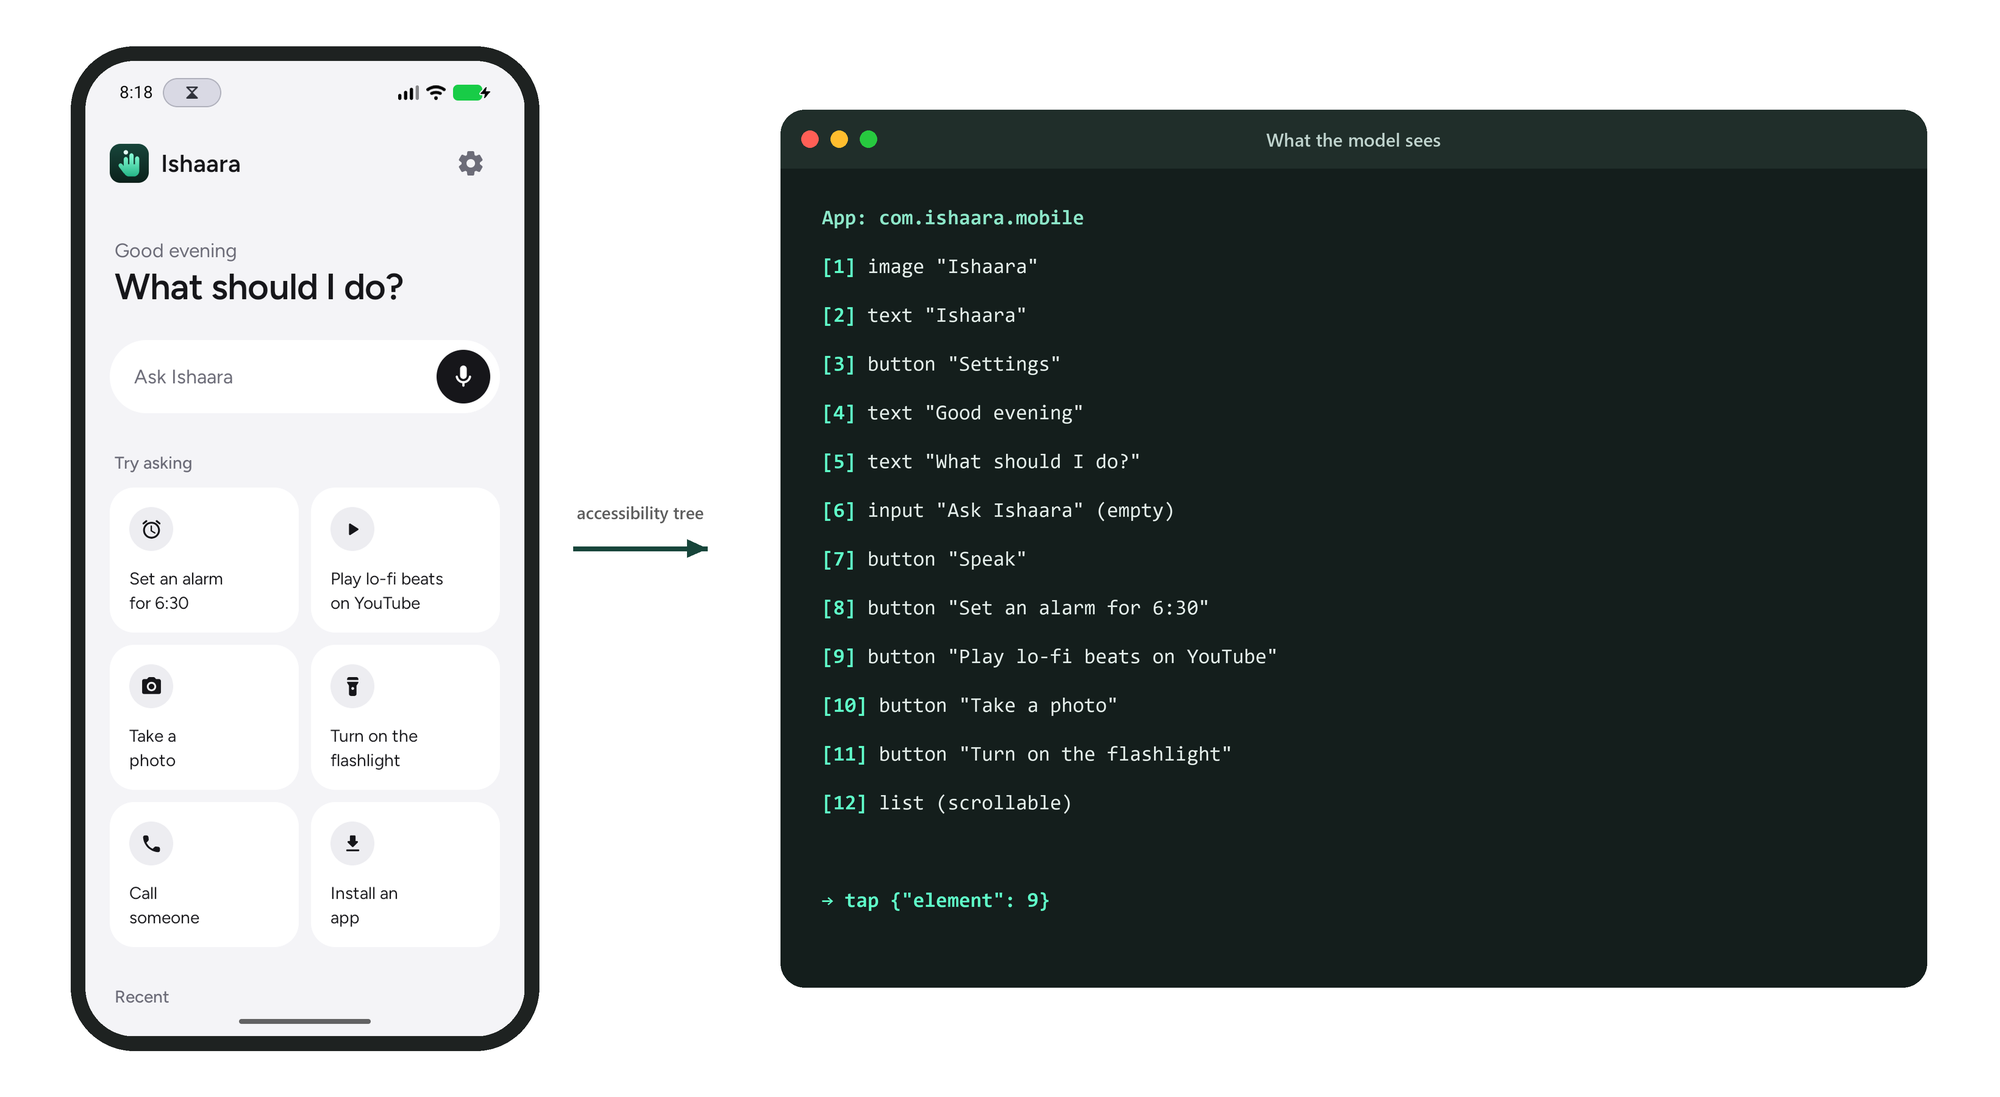 8:18
Ishaara
Good evening
What should I do?
Ask Ishaara
Try asking
Set an alarm
for 6:30
Play lo-fi beats
on YouTube
Take a
photo
Turn on the
flashlight
Call
someone
Install an
app
Recent
accessibility tree
What the model sees
App: com.ishaara.mobile
[1] image "Ishaara"
[2] text "Ishaara"
[3] button "Settings"
[4] text "Good evening"
[5] text "What should I do?"
[6] input "Ask Ishaara" (empty)
[7] button "Speak"
[8] button "Set an alarm for 6:30"
[9] button "Play lo-fi beats on YouTube"
[10] button "Take a photo"
[11] button "Turn on the flashlight"
[12] list (scrollable)
→ tap {"element": 9}